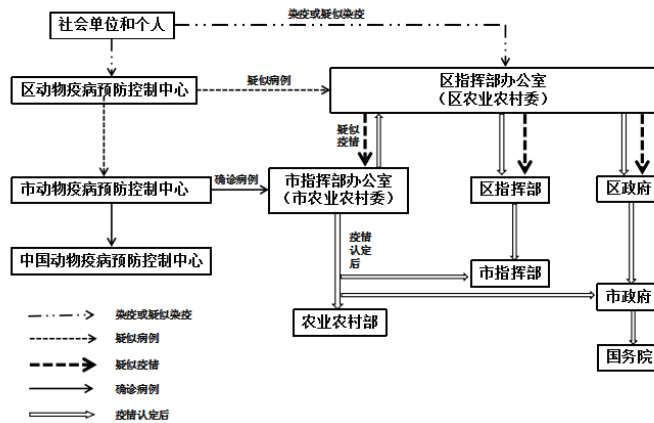 社会单位和个人
染疫或疑似染疫
区动物疫病预防控制中心
疑似病例
区指挥部办公室
（区农业农村委）
疑似
疫情
市动物疫病预防控制中心
确诊病例
市指挥部办公室
（市农业农村委）
区指挥部
区政府
疫情
认定
后
中国动物疫病预防控制中心
市指挥部
市政府
农业农村部
国务院
染疫或疑似染疫
疑似病例
疑似疫情
确诊病例
疫情认定后